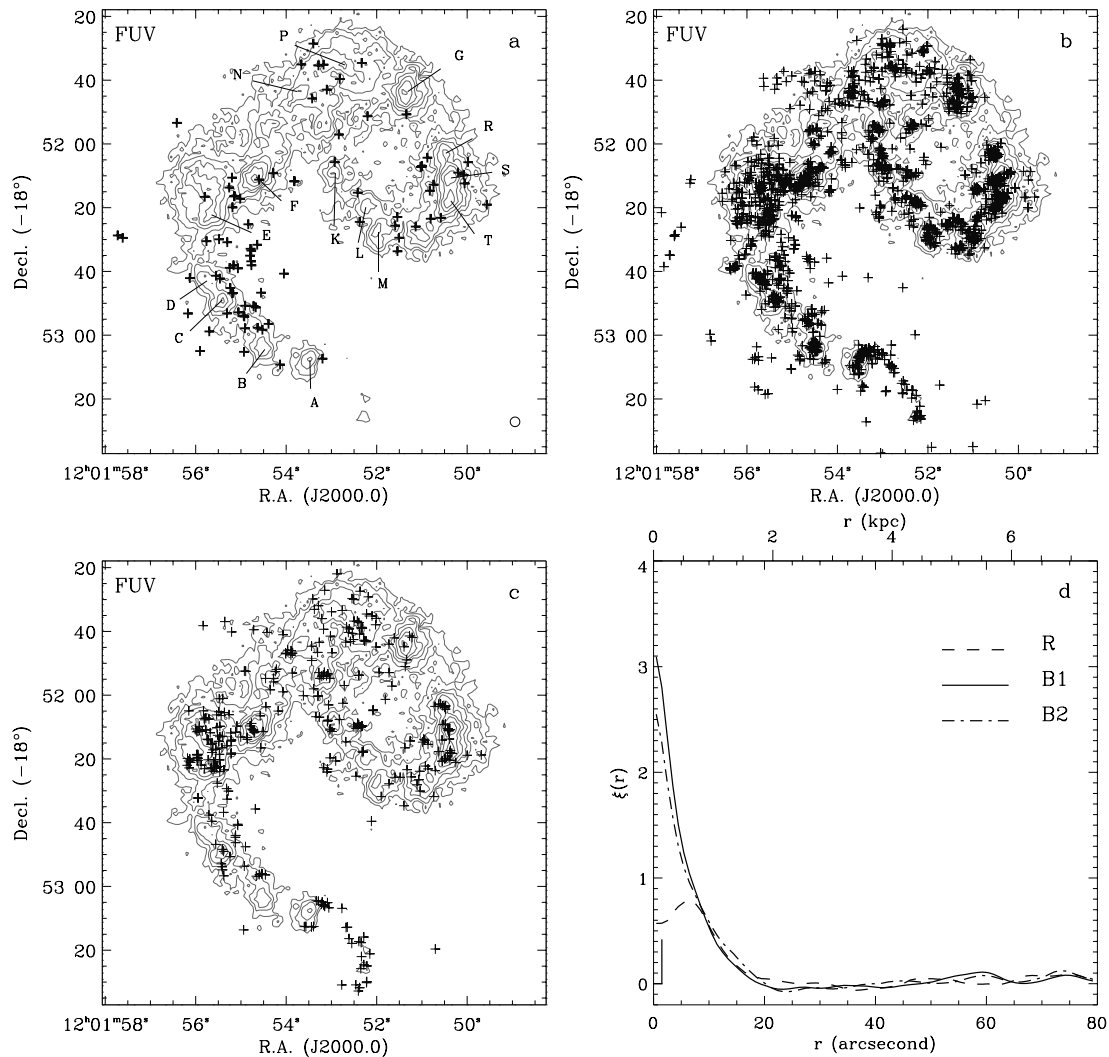 FUV
a
P
N
G
R
S
F
T
E
K
L
M
D
C
B
A
20
40
52 00
20
40
53 00
20
Decl. (−18°)
12ʰ01ᵐ58ˢ 56ˢ 54ˢ 52ˢ 50ˢ
R.A. (J2000.0)
FUV
b
20
40
52 00
20
40
53 00
20
Decl. (−18°)
12ʰ01ᵐ58ˢ 56ˢ 54ˢ 52ˢ 50ˢ
R.A. (J2000.0)
FUV
c
20
40
52 00
20
40
53 00
20
Decl. (−18°)
12ʰ01ᵐ58ˢ 56ˢ 54ˢ 52ˢ 50ˢ
R.A. (J2000.0)
r (kpc)
0 2 4 6
d
R
B1
B2
4
3
2
1
0
ξ(r)
0 20 40 60 80
r (arcsecond)